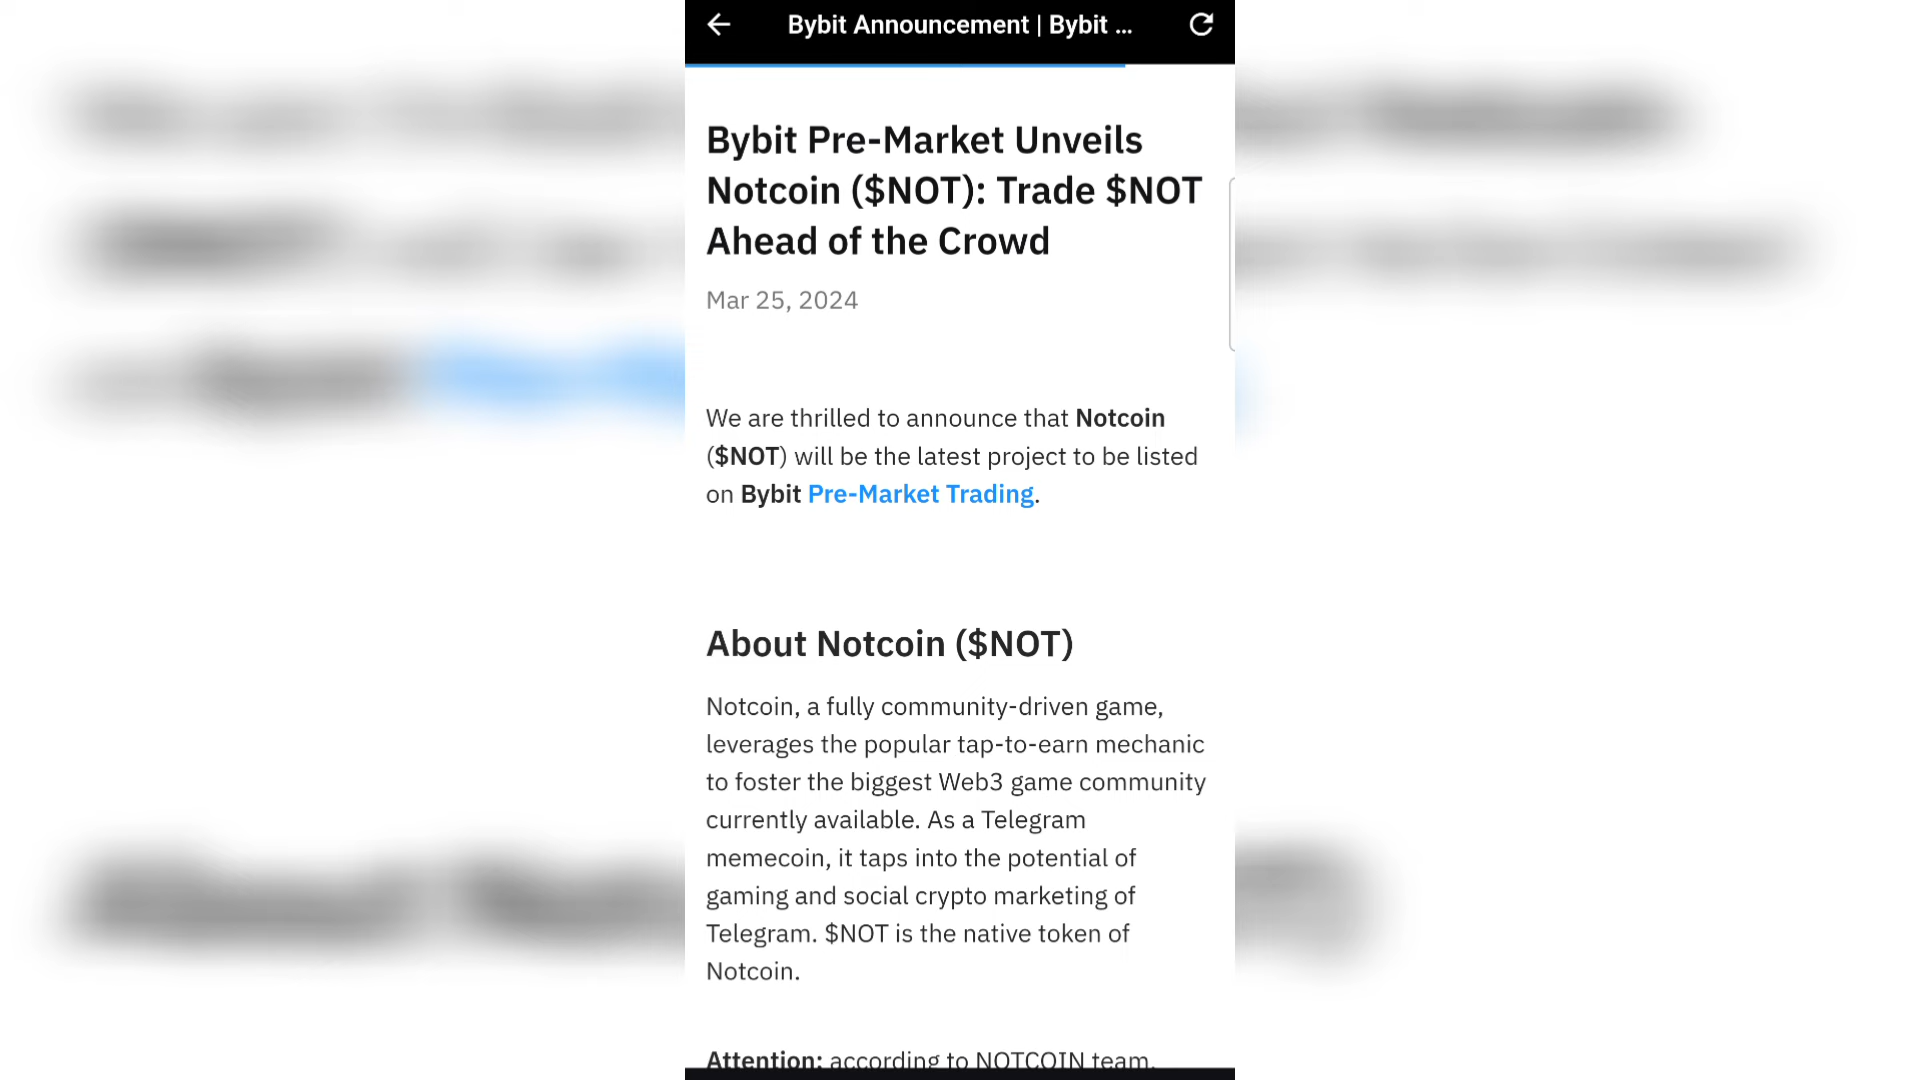 Bybit Announcement | Bybit ...
Bybit Pre-Market Unveils
Notcoin ($NOT): Trade $NOT
Ahead of the Crowd
Mar 25, 2024
We are thrilled to announce that Notcoin
($NOT) will be the latest project to be listed
on Bybit Pre-Market Trading.
About Notcoin ($NOT)
Notcoin, a fully community-driven game,
leverages the popular tap-to-earn mechanic
to foster the biggest Web3 game community
currently available. As a Telegram
memecoin, it taps into the potential of
gaming and social crypto marketing of
Telegram. $NOT is the native token of
Notcoin.
Attention: according to NOTCOIN team,